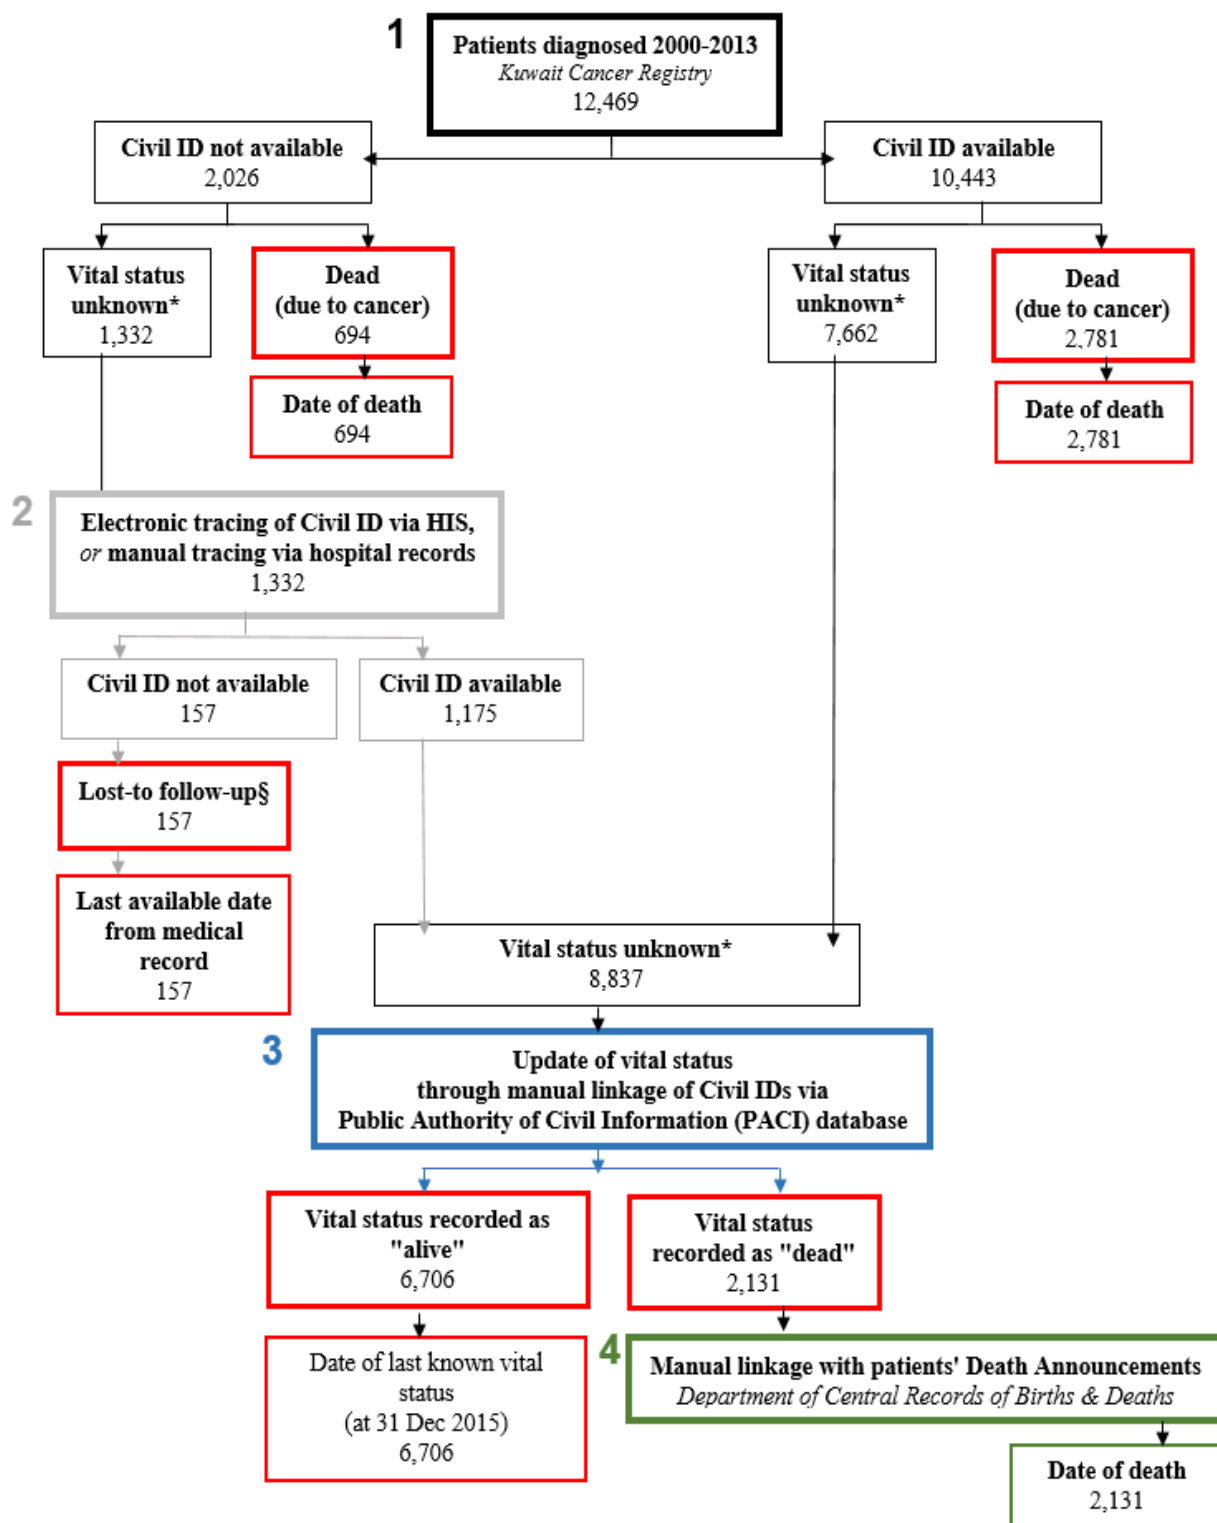 1
Patients diagnosed 2000-2013
Kuwait Cancer Registry
12,469
Civil ID not available
2,026
Civil ID available
10,443
Vital status
unknown*
1,332
Dead
(due to cancer)
694
Date of death
694
Vital status
unknown*
7,662
Dead
(due to cancer)
2,781
Date of death
2,781
2
Electronic tracing of Civil ID via HIS,
or manual tracing via hospital records
1,332
Civil ID not available
157
Civil ID available
1,175
Lost-to follow-up§
157
Last available date
from medical
record
157
Vital status unknown*
8,837
3
Update of vital status
through manual linkage of Civil IDs via
Public Authority of Civil Information (PACI) database
Vital status recorded as
"alive"
6,706
Vital status
recorded as "dead"
2,131
Date of last known vital
status
(at 31 Dec 2015)
6,706
4
Manual linkage with patients' Death Announcements
Department of Central Records of Births & Deaths
Date of death
2,131